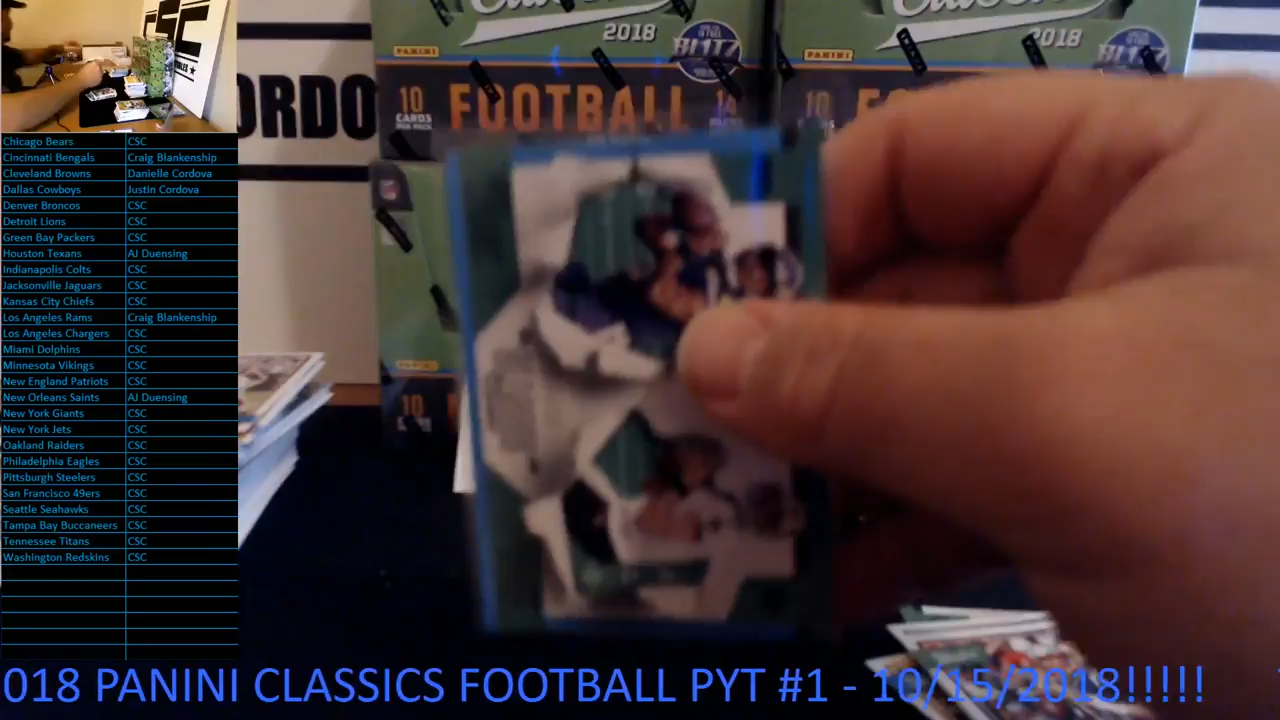 2018
2018
PANINI
BLITZ
PANINI
BLITZ
10 CARDS
FOOTBALL
14
10
ORDO
CSC
PANINI
10
Chicago Bears CSC
Cincinnati Bengals Craig Blankenship
Cleveland Browns Danielle Cordova
Dallas Cowboys Justin Cordova
Denver Broncos CSC
Detroit Lions CSC
Green Bay Packers CSC
Houston Texans AJ Duensing
Indianapolis Colts CSC
Jacksonville Jaguars CSC
Kansas City Chiefs CSC
Los Angeles Rams Craig Blankenship
Los Angeles Chargers CSC
Miami Dolphins CSC
Minnesota Vikings CSC
New England Patriots CSC
New Orleans Saints AJ Duensing
New York Giants CSC
New York Jets CSC
Oakland Raiders CSC
Philadelphia Eagles CSC
Pittsburgh Steelers CSC
San Francisco 49ers CSC
Seattle Seahawks CSC
Tampa Bay Buccaneers CSC
Tennessee Titans CSC
Washington Redskins CSC
018 PANINI CLASSICS FOOTBALL PYT #1 - 10/15/2018!!!!!